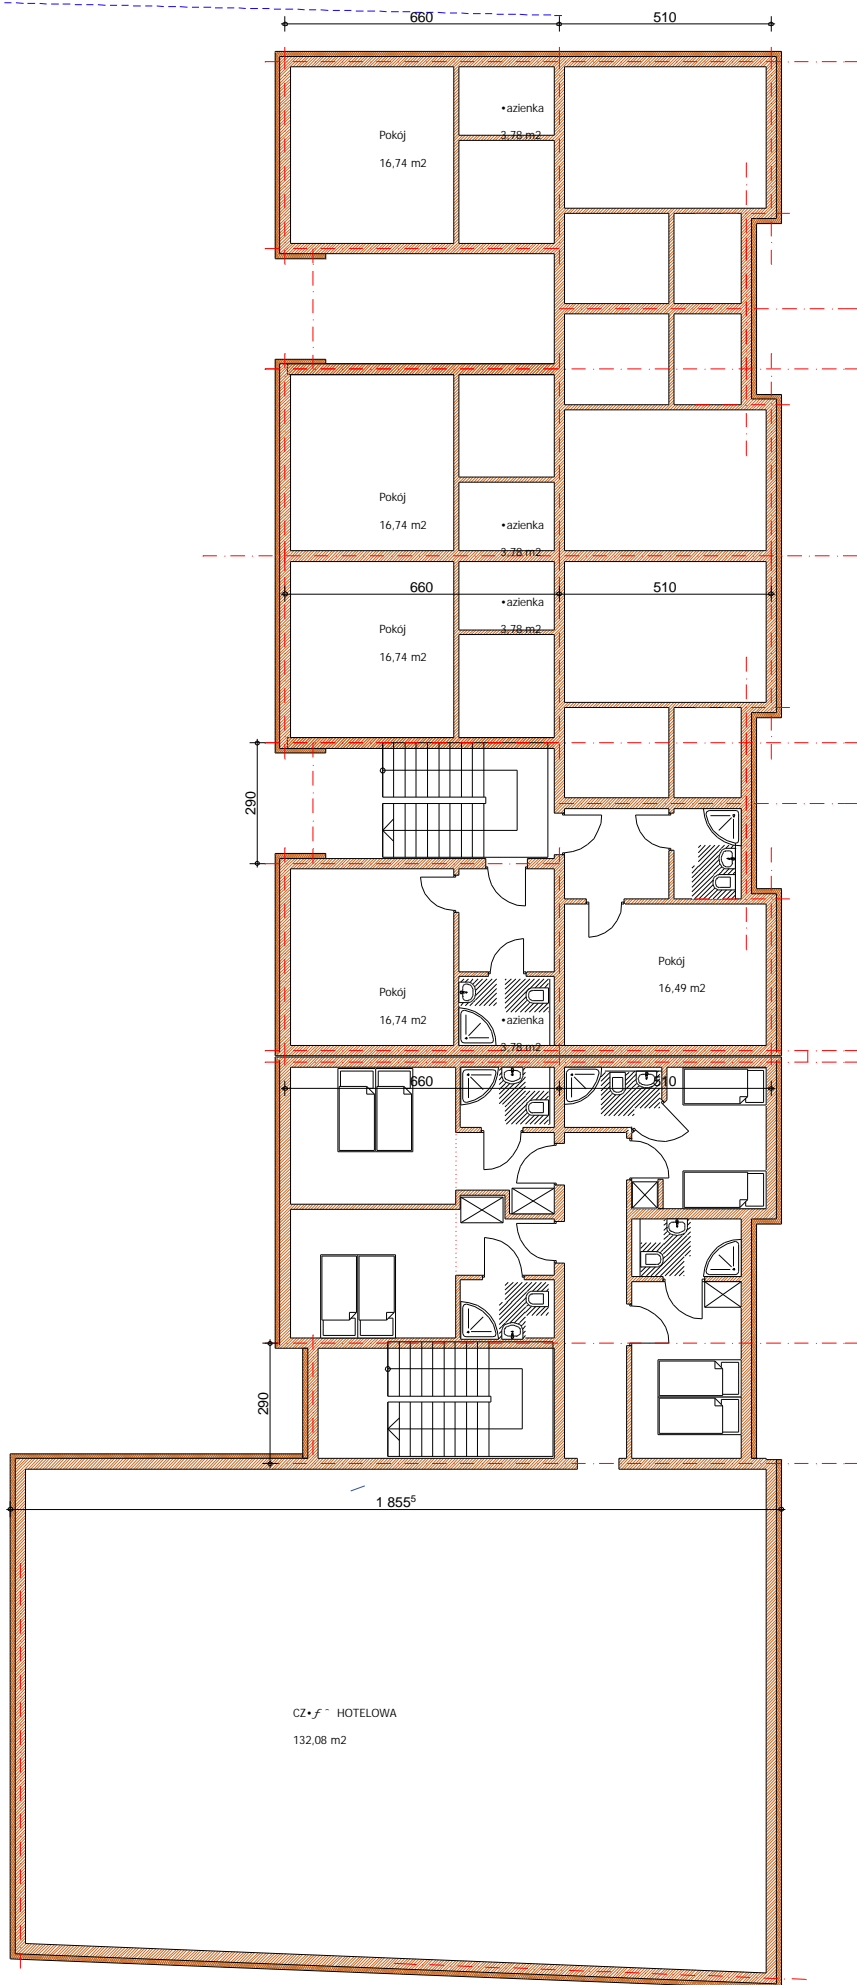 660 510
•azienka
3,78 m2
Pokój
16,74 m2
Pokój
16,74 m2
•azienka
3,78 m2
660 510
•azienka
3,78 m2
Pokój
16,74 m2
290
Pokój
16,49 m2
Pokój
16,74 m2
•azienka
3,78 m2
660 510
290
1 855⁵
CZ•ƒˆ HOTELOWA
132,08 m2